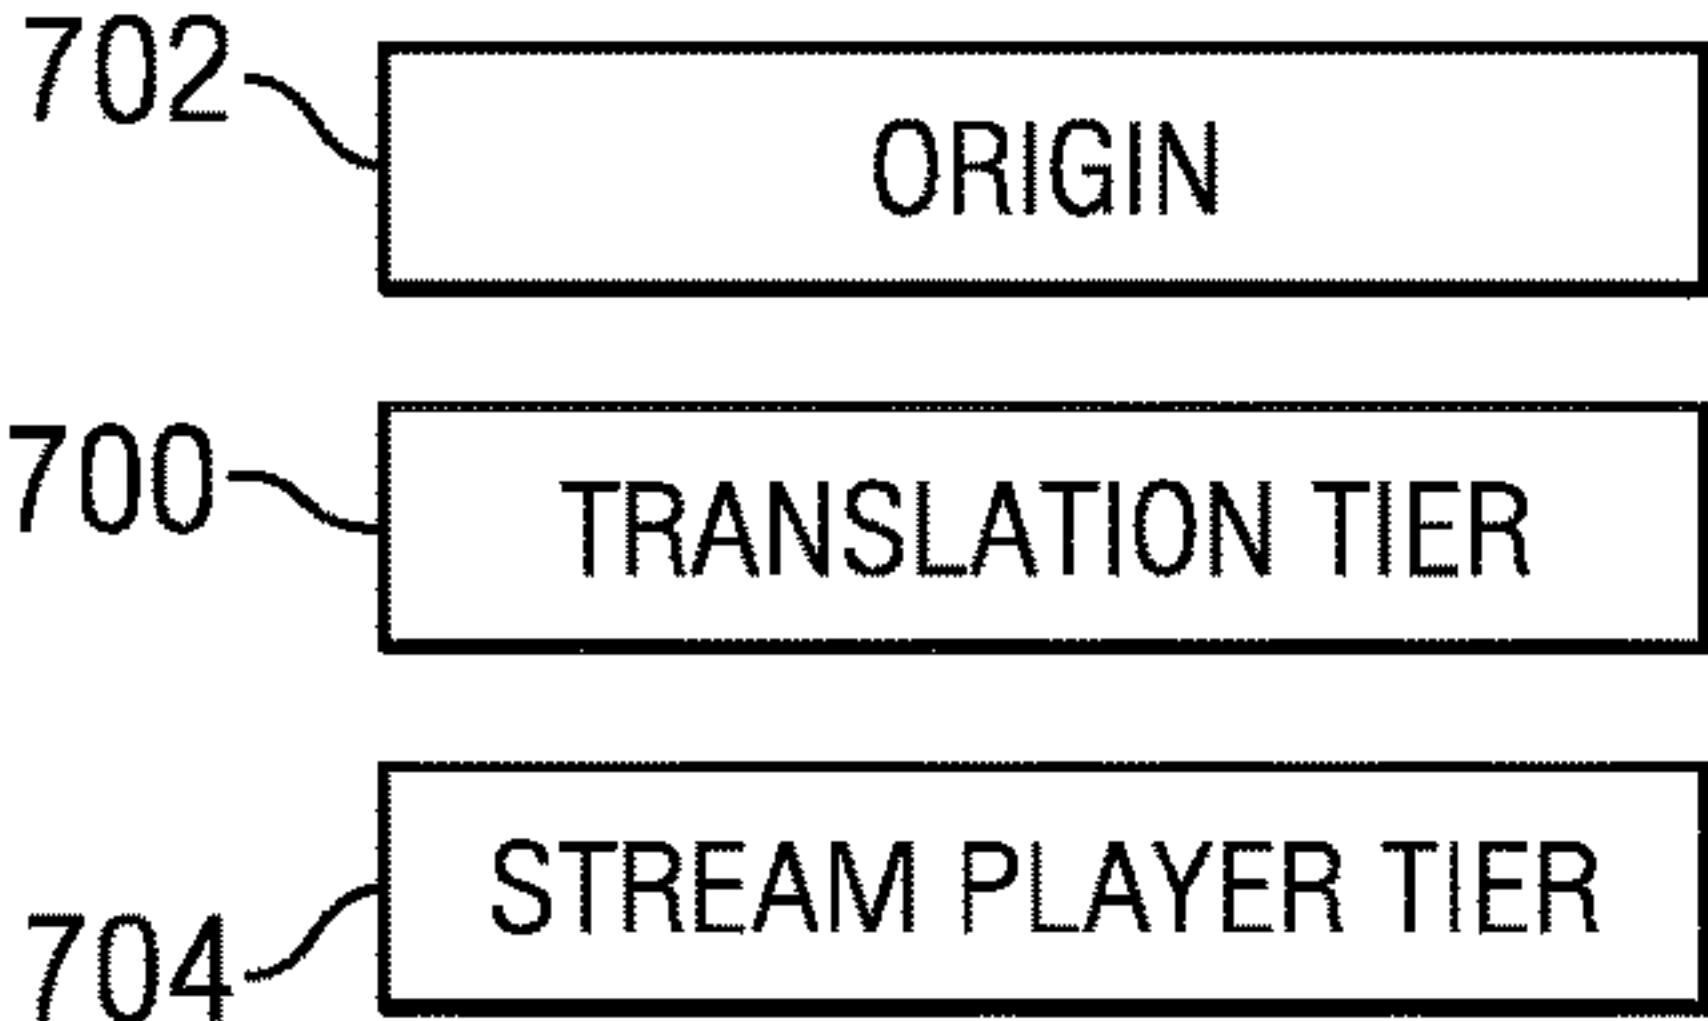 702
ORIGIN
700
TRANSLATION TIER
STREAM PLAYER TIER
704